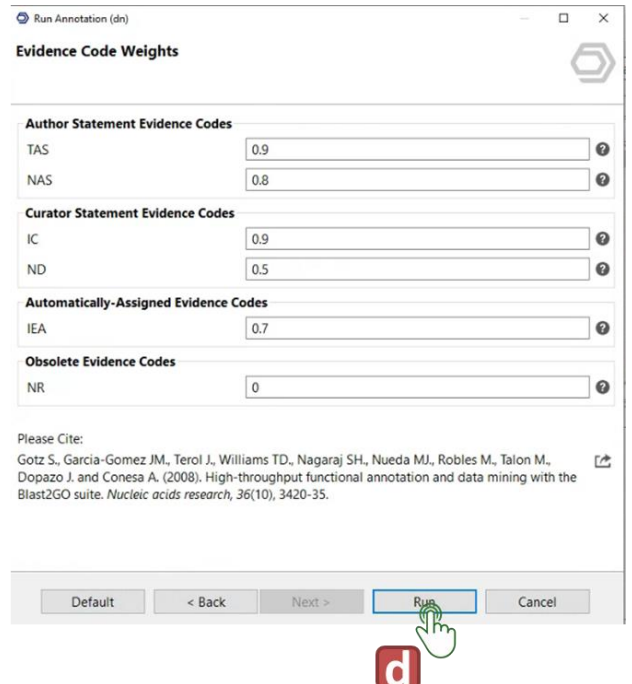 Run Annotation (dn)
Evidence Code Weights
Author Statement Evidence Codes
TAS 0.9
NAS 0.8
Curator Statement Evidence Codes
IC 0.9
ND 0.5
Automatically-Assigned Evidence Codes
IEA 0.7
Obsolete Evidence Codes
NR 0
Please Cite:
Gotz S., Garcia-Gomez JM., Terol J., Williams TD., Nagaraj SH., Nueda MJ., Robles M., Talon M.,
Dopazo J. and Conesa A. (2008). High-throughput functional annotation and data mining with the
Blast2GO suite. Nucleic acids research, 36(10), 3420-35.
Default < Back Next > Run Cancel
d